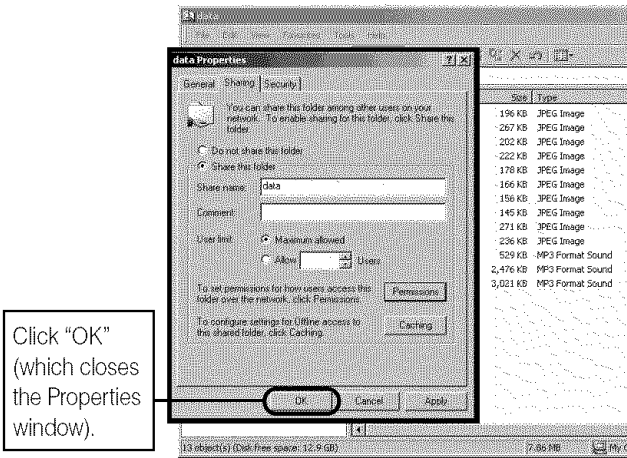 data
File Edit View Favorites Tools Help
data Properties
General Sharing Security
You can share this folder among other users on your
network. To enable sharing for this folder, click Share this
folder.
Do not share this folder
Share this folder
Share name: data
Comment:
User limit: Maximum allowed
Allow Users
To set permissions for how users access this
folder over the network, click Permissions.
Permissions
To configure settings for Offline access to
this shared folder, click Caching.
Caching
OK Cancel Apply
Size Type
196 KB JPEG Image
267 KB JPEG Image
202 KB JPEG Image
222 KB JPEG Image
178 KB JPEG Image
166 KB JPEG Image
156 KB JPEG Image
145 KB JPEG Image
271 KB JPEG Image
236 KB JPEG Image
529 KB MP3 Format Sound
2,476 KB MP3 Format Sound
3,021 KB MP3 Format Sound
13 object(s) (Disk free space: 12.9 GB) 7.86 MB My C
Click “OK”
(which closes
the Properties
window).